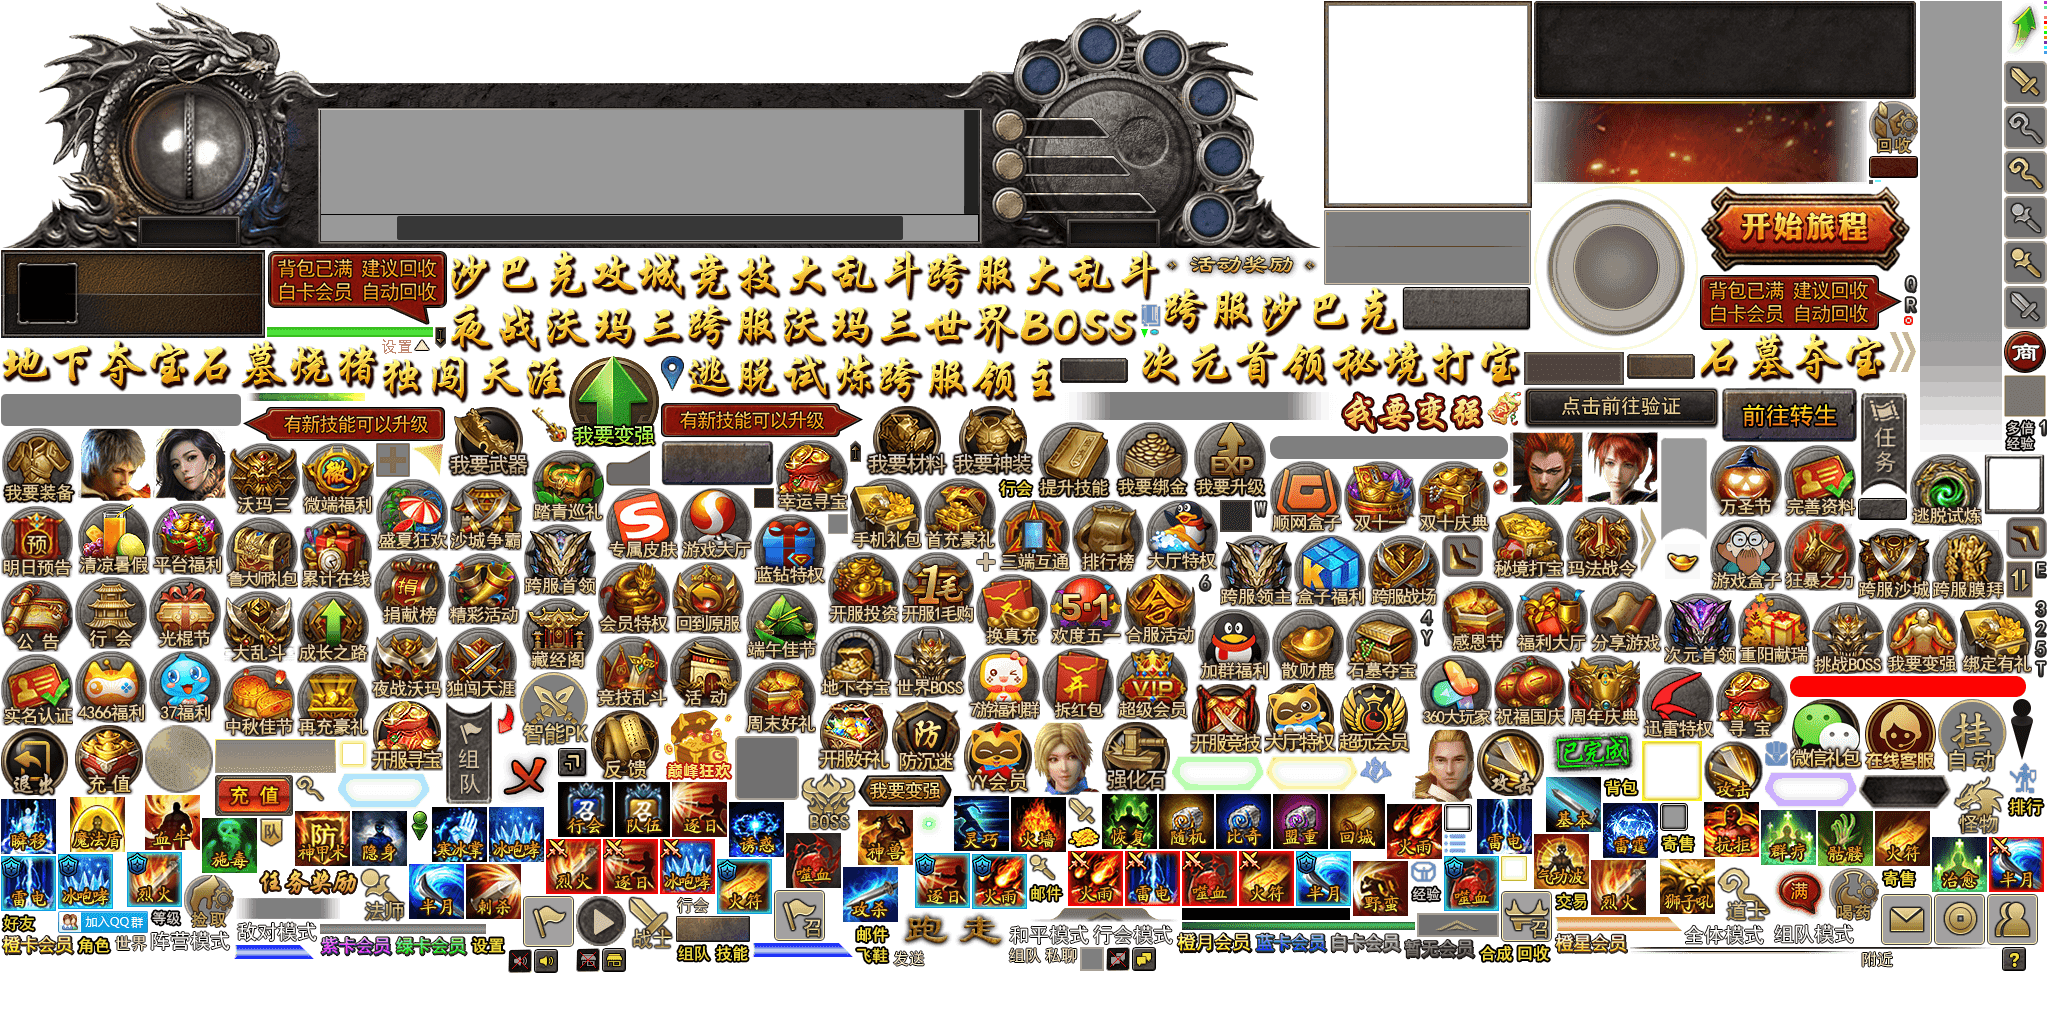 回收
开始旅程
背包已满 建议回收
白卡会员 自动回收
沙巴克攻城竞技大乱斗跨服大乱斗
活动奖励
背包已满 建议回收
白卡会员 自动回收
Q
R
夜战沃玛三跨服沃玛三世界BOSS
跨服沙巴克
商
设置
地下夺宝石墓烧猪独闯天涯
逃脱试炼跨服领主
次元首领秘境打宝
石墓夺宝
有新技能可以升级
我要变强
有新技能可以升级
我要变强
点击前往验证
前往转生
任务
多倍
经验
1
我要装备
沃玛三
微端福利
我要武器
踏青巡礼
幸运寻宝
我要材料
我要神装
行会
提升技能
我要绑金
EXP
我要升级
顺网盒子
双十一
双十庆典
万圣节
完善资料
逃脱试炼
预
明日预告
清凉暑假
平台福利
鲁大师礼包
累计在线
盛夏狂欢
沙城争霸
跨服首领
专属皮肤
游戏大厅
蓝钻特权
手机礼包
首充豪礼
三端互通
排行榜
大厅特权
W
跨服领主
盒子福利
跨服战场
秘境打宝
玛法战令
游戏盒子
狂暴之力
跨服沙城
跨服膜拜
E
公告
行会
光棍节
大乱斗
成长之路
捐
捐献榜
精彩活动
藏经阁
会员特权
回到原服
端午佳节
开服投资
1毛
开服1毛购
换真充
5·1
欢度五一
合
合服活动
6
加群福利
散财鹿
石墓夺宝
4
Y
感恩节
福利大厅
分享游戏
次元首领
重阳献瑞
挑战BOSS
我要变强
绑定有礼
3
2
5
T
实名认证
4366福利
37福利
中秋佳节
再充豪礼
夜战沃玛
独闯天涯
智能PK
竞技乱斗
活动
周末好礼
地下夺宝
世界BOSS
7游福利群
拆红包
VIP
超级会员
开服竞技
大厅特权
超玩会员
360大玩家
祝福国庆
周年庆典
迅雷特权
寻宝
退出
充值
开服寻宝
组队
反馈
巅峰狂欢
开服好礼
防
防沉迷
YY会员
强化石
攻击
已完成
攻击
微信礼包
在线客服
挂
自动
充值
BOSS
我要变强
背包
怪物
排行
瞬移
魔法盾
血牛
施毒
队
神甲术
隐身
寒冰掌
冰咆哮
行会
队伍
逐日
诱惑
噬血
神兽
灵巧
火墙
恢复
随机
比奇
盟重
回城
火雨
雷电
基本
雷霆
寄售
抗拒
群疗
骷髅
火符
治愈
半月
雷电
冰咆哮
烈火
捡取
任务奖励
法师
半月
刺杀
烈火
逐日
冰咆哮
火符
攻杀
逐日
火雨
邮件
火雨
雷电
噬血
火符
半月
野蛮
经验
噬血
气功波
交易
烈火
狮子吼
道士
满
喝药
寄售
好友
加入QQ群
等级
橙卡会员
角色
世界
阵营模式
敌对模式
紫卡会员
绿卡会员
设置
战士
行会
组队
技能
召
邮件
飞鞋
发送
跑
走
和平模式
行会模式
组队
私聊
橙月会员
蓝卡会员
白卡会员
暂无会员
合成
回收
召
橙星会员
全体模式
组队模式
附近
?